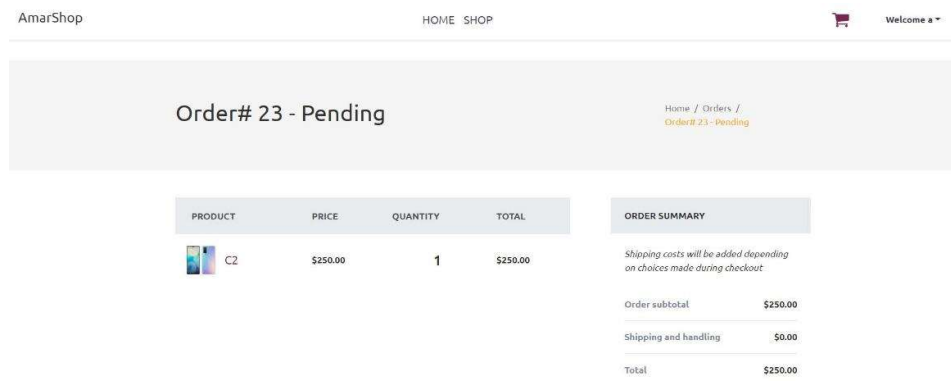 AmarShop HOME SHOP Welcome a
Order# 23 - Pending
Home / Orders /
Order# 23 - Pending
PRODUCT PRICE QUANTITY TOTAL
C2 $250.00 1 $250.00
ORDER SUMMARY
Shipping costs will be added depending
on choices made during checkout
Order subtotal $250.00
Shipping and handling $0.00
Total $250.00